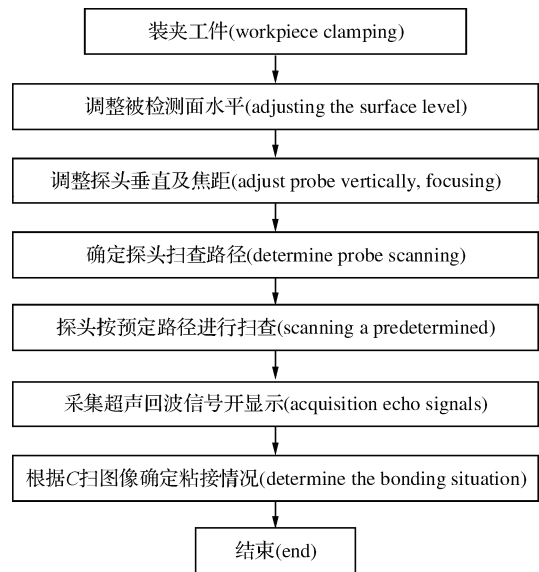 装夹工件(workpiece clamping)
调整被检测面水平(adjusting the surface level)
调整探头垂直及焦距(adjust probe vertically, focusing)
确定探头扫查路径(determine probe scanning)
探头按预定路径进行扫查(scanning a predetermined)
采集超声回波信号开显示(acquisition echo signals)
根据C扫图像确定粘接情况(determine the bonding situation)
结束(end)